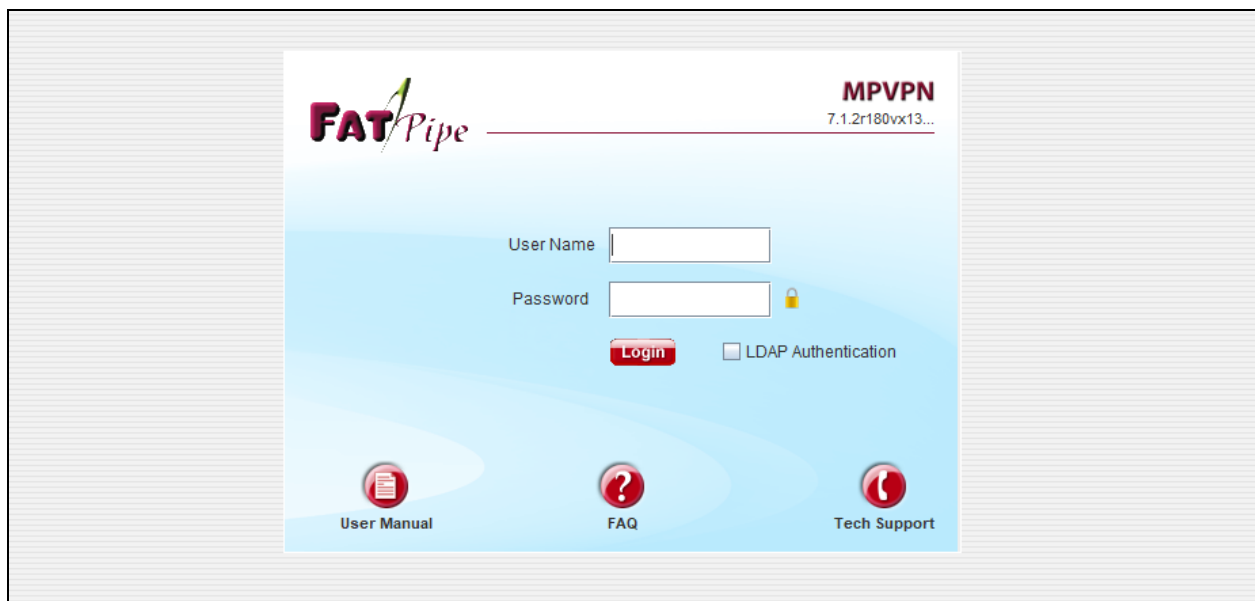 FATPipe
MPVPN
7.1.2r180vx13...
User Name
Password
Login
LDAP Authentication
User Manual
FAQ
Tech Support